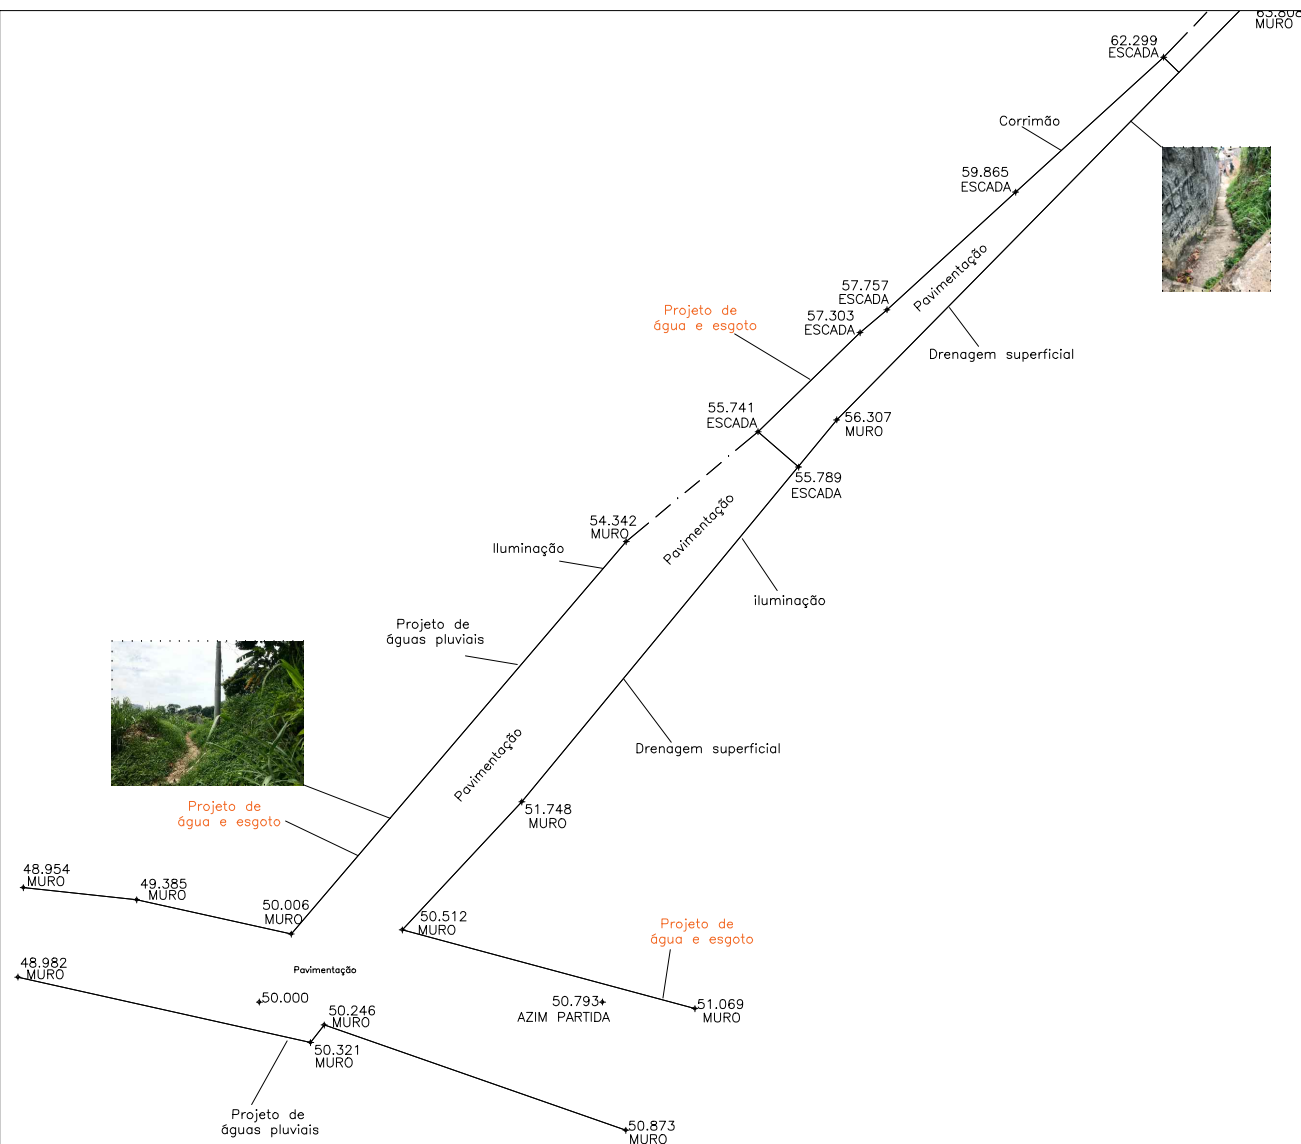 63.808
MURO
62.299
ESCADA
Corrimão
59.865
ESCADA
Pavimentação
57.757
ESCADA
57.303
ESCADA
Projeto de
água e esgoto
Drenagem superficial
55.741
ESCADA
56.307
MURO
55.789
ESCADA
Pavimentação
54.342
MURO
Iluminação
iluminação
Projeto de
águas pluviais
Drenagem superficial
Pavimentação
51.748
MURO
Projeto de
água e esgoto
48.954
MURO
49.385
MURO
50.006
MURO
50.512
MURO
Projeto de
água e esgoto
48.982
MURO
Pavimentação
50.000
50.793
AZIM PARTIDA
51.069
MURO
50.246
MURO
50.321
MURO
Projeto de
águas pluviais
50.873
MURO